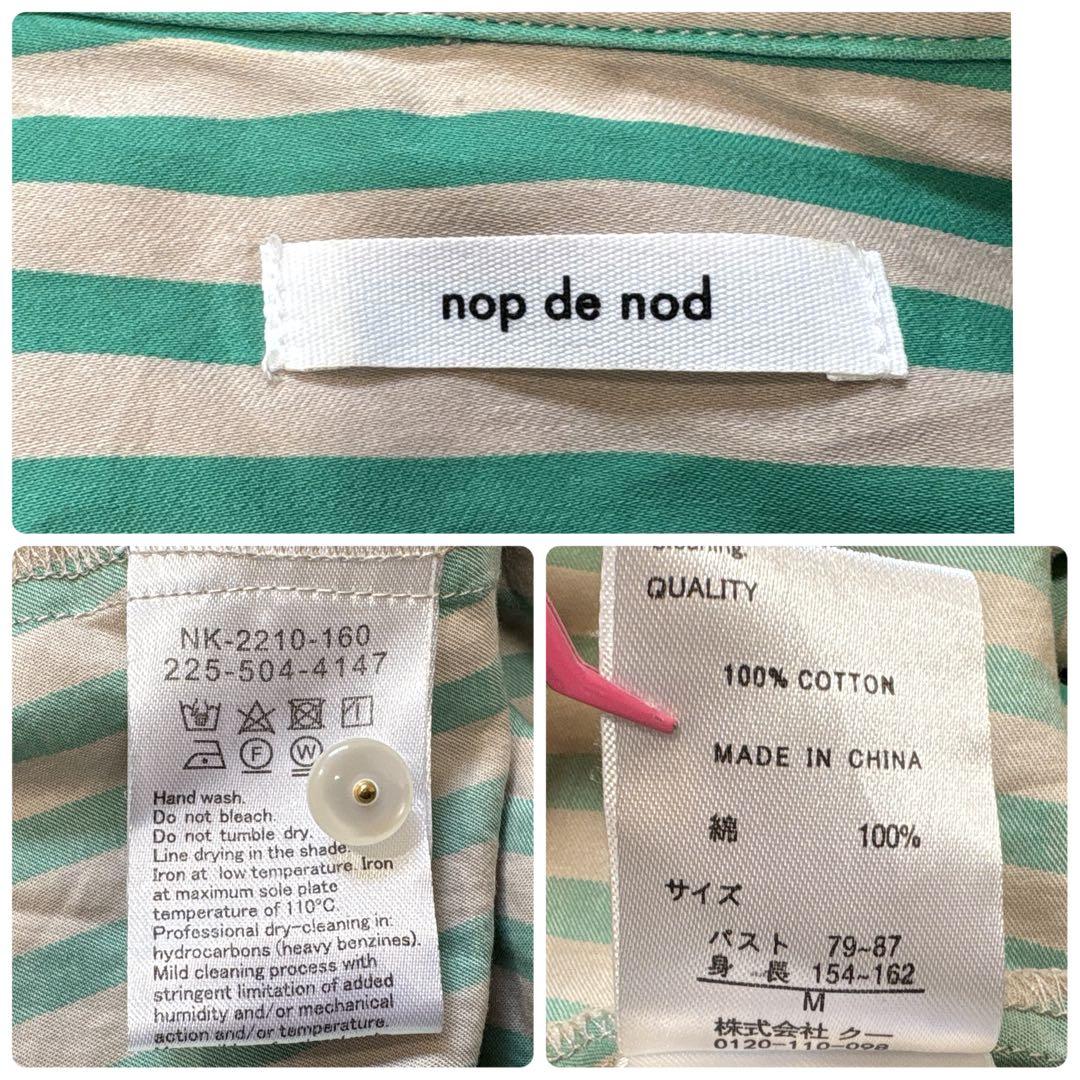 nop de nod
NK-2210-160
225-504-4147
F W
Hand wash.
Do not bleach.
Do not tumble dry.
Line drying in the shade.
Iron at low temperature. Iron
at maximum sole plate
temperature of 110°C.
Professional dry-cleaning in:
hydrocarbons (heavy benzines).
Mild cleaning process with
stringent limitation of added
humidity and/or mechanical
action and/or temperature.
QUALITY
100% COTTON
MADE IN CHINA
綿 100%
サイズ
バスト 79~87
身長 154~162
M
株式会社 クー
0120-110-098